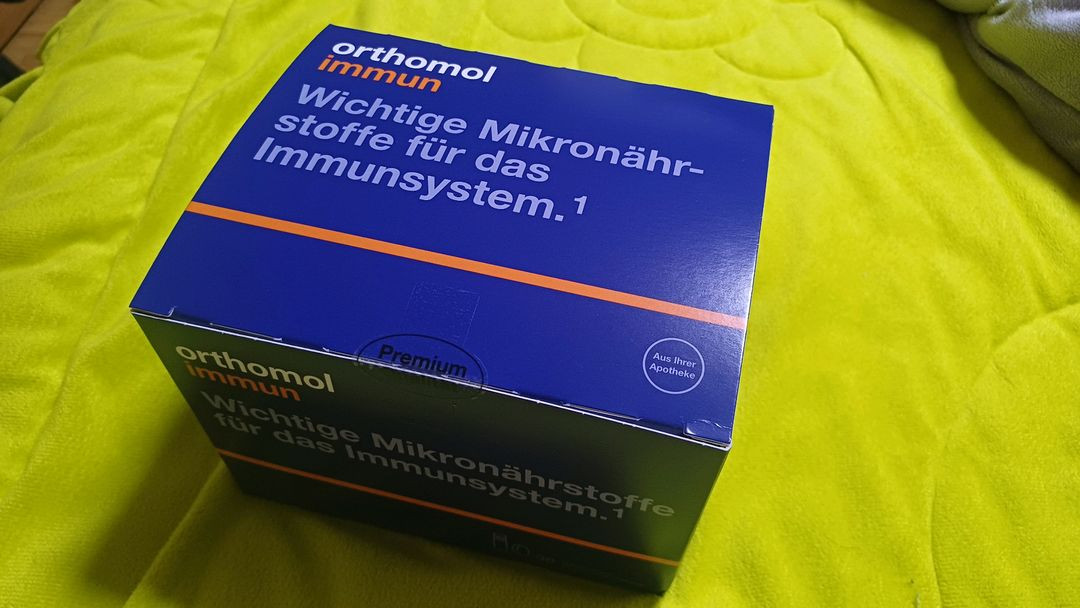 orthomol
immun
Wichtige Mikronähr-
stoffe für das
Immunsystem.¹
Premium
Aus Ihrer
Apotheke
orthomol
immun
Wichtige Mikronährstoffe
für das Immunsystem.¹